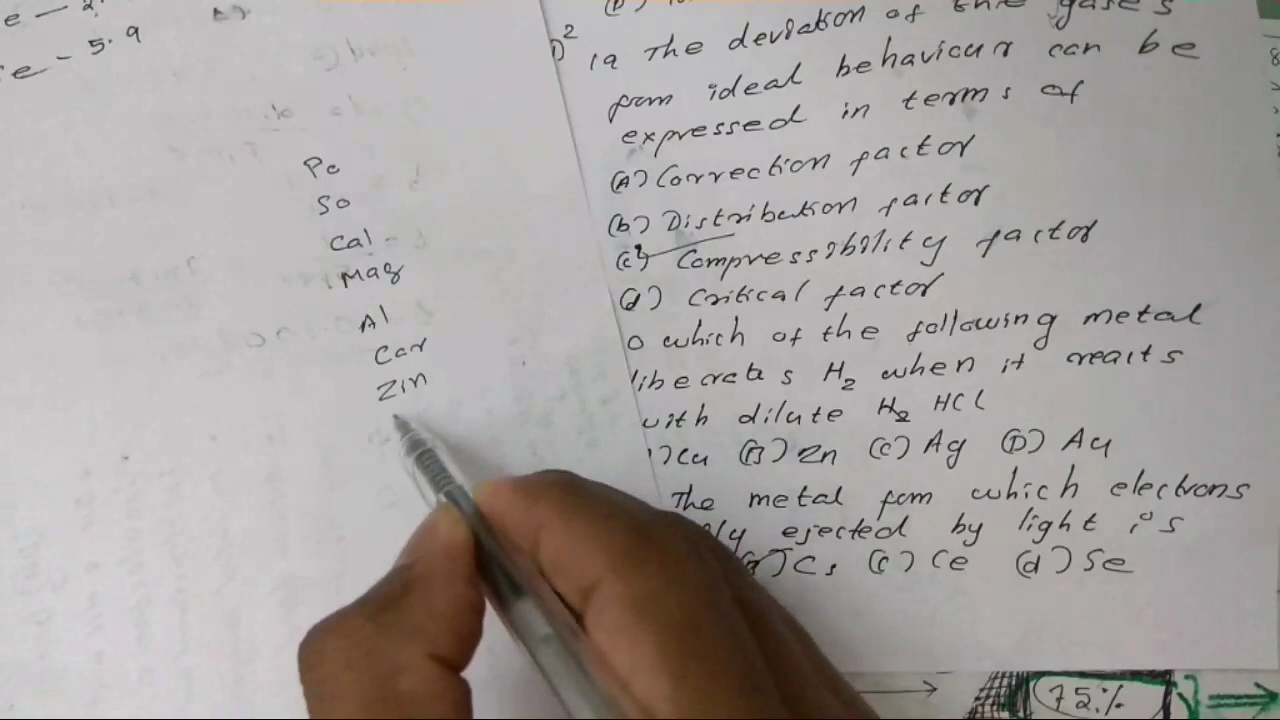 e - 2.
e - 5.9
Po
So
Cal
Mag
Al
Car
Zin
19 The deviation of the gases
from ideal behaviour can be
expressed in terms of
(A) Correction factor
(b) Distribution factor
(c) Compressibility factor
(d) Critical factor
o which of the following metal
liberates H2 when it reacts
with dilute H2 HCl
) Cu (B) Zn (C) Ag (D) Au
The metal fom which electrons
ejected by light is
Cs (C) Ce (d) Se
75%